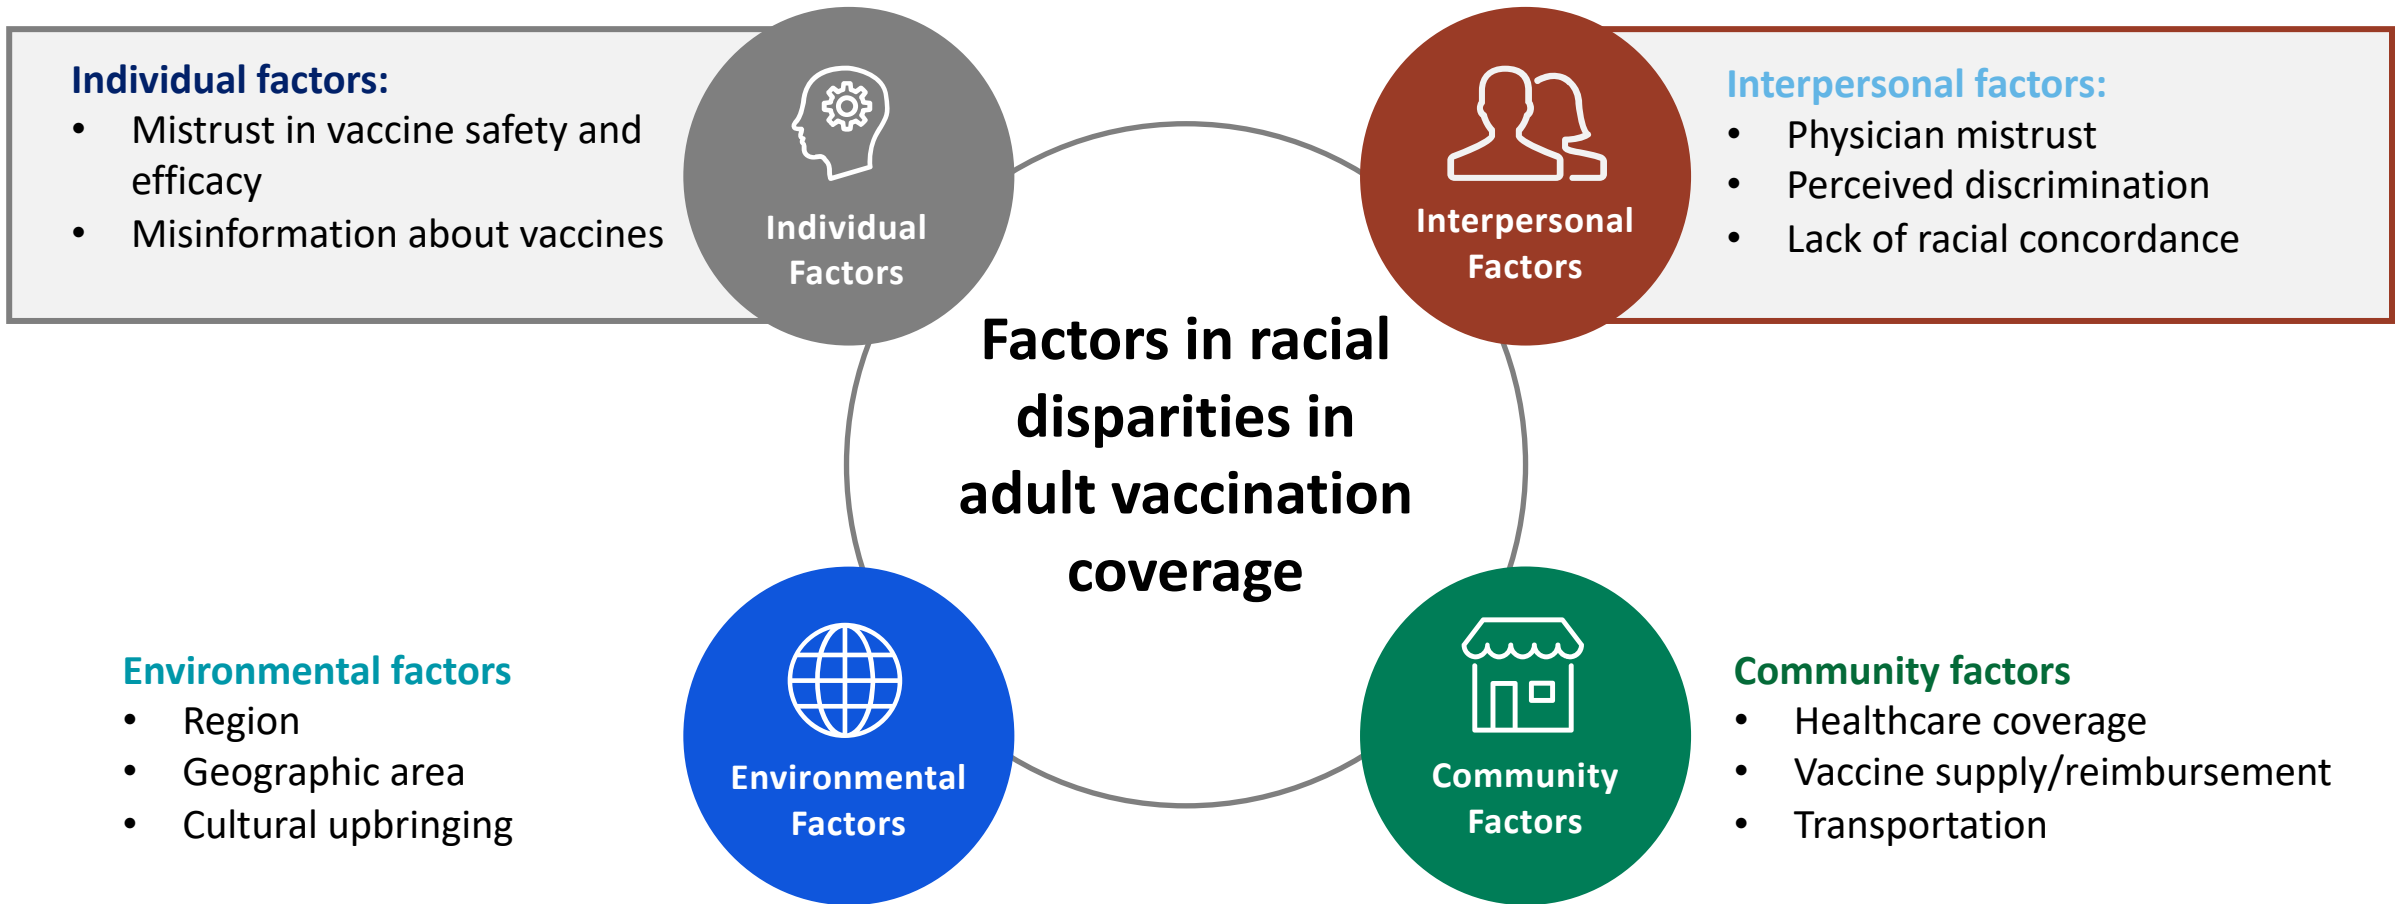 Individual factors:
• Mistrust in vaccine safety and
efficacy
• Misinformation about vaccines
Individual
Factors
Interpersonal
Factors
Interpersonal factors:
• Physician mistrust
• Perceived discrimination
• Lack of racial concordance
Factors in racial
disparities in
adult vaccination
coverage
Environmental factors
• Region
• Geographic area
• Cultural upbringing
Environmental
Factors
Community
Factors
Community factors
• Healthcare coverage
• Vaccine supply/reimbursement
• Transportation